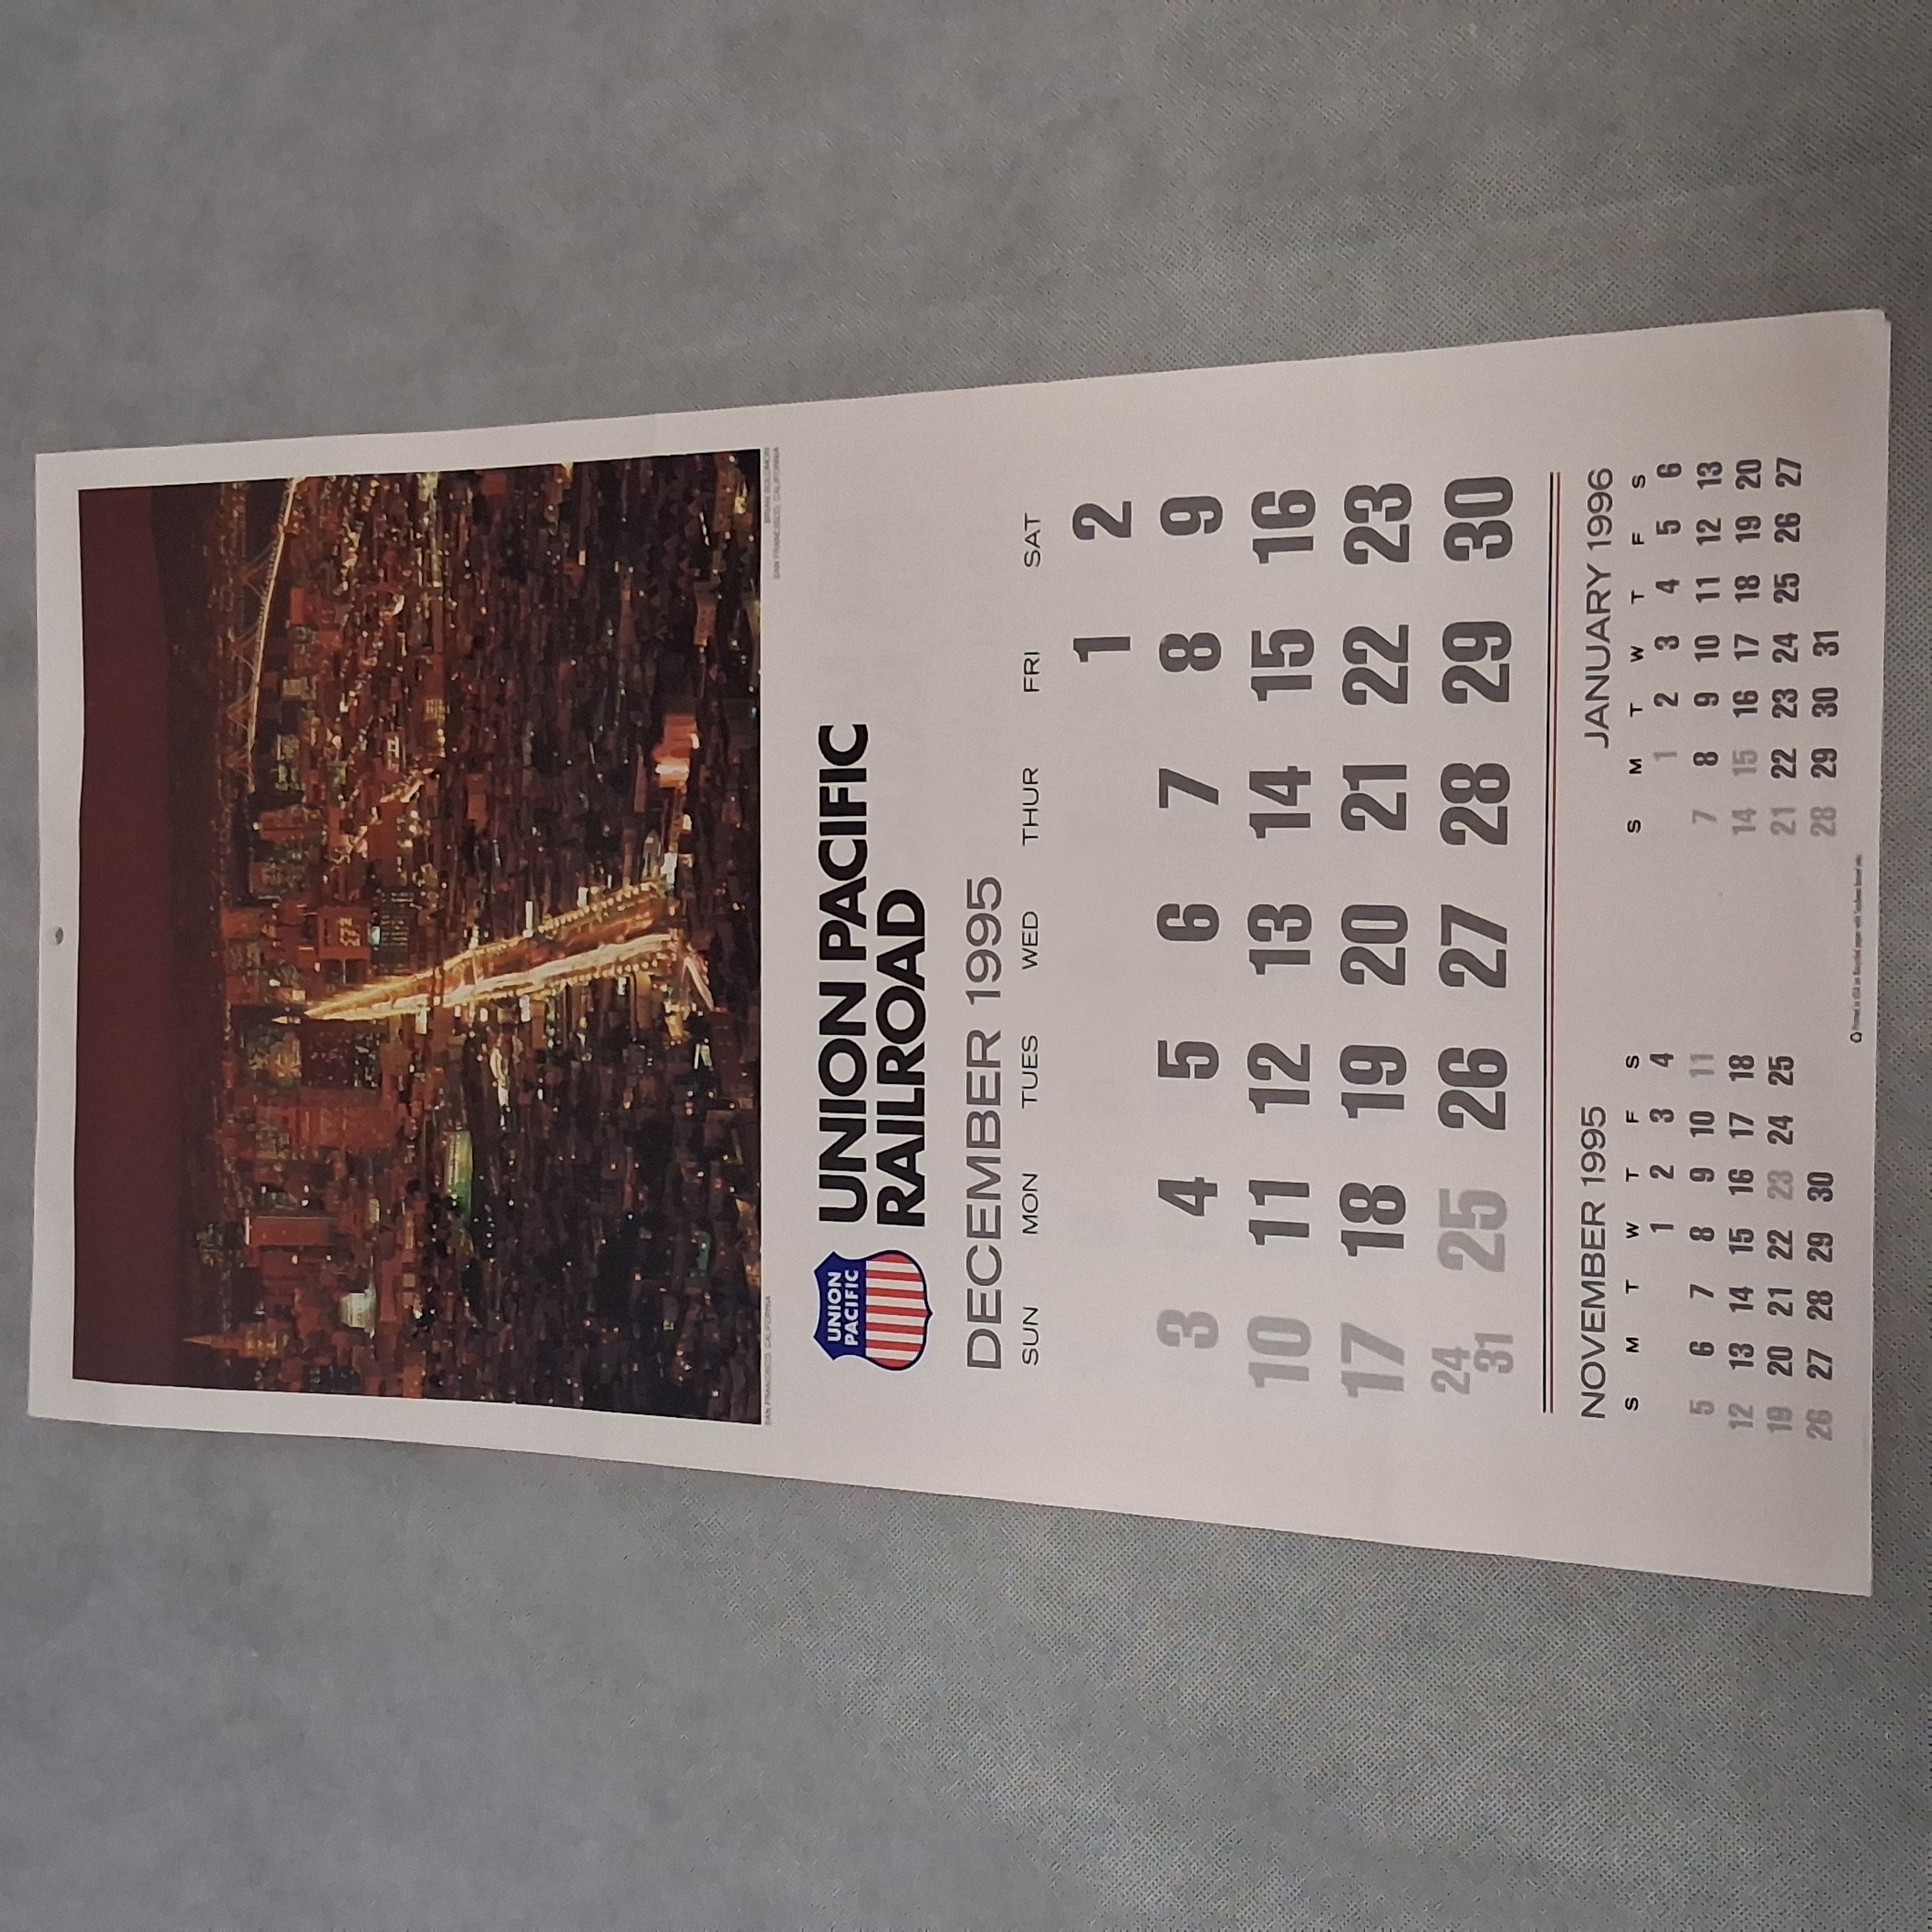 SAN FRANCISCO, CALIFORNIA
BRIAN SOLOMON
SAN FRANCISCO, CALIFORNIA
UNION
PACIFIC
UNION PACIFIC
RAILROAD
DECEMBER 1995
SUN MON TUES WED THUR FRI SAT
1 2
3 4 5 6 7 8 9
10 11 12 13 14 15 16
17 18 19 20 21 22 23
24 25 26 27 28 29 30
31
NOVEMBER 1995
S M T W T F S
1 2 3 4
5 6 7 8 9 10 11
12 13 14 15 16 17 18
19 20 21 22 23 24 25
26 27 28 29 30
JANUARY 1996
S M T W T F S
1 2 3 4 5 6
7 8 9 10 11 12 13
14 15 16 17 18 19 20
21 22 23 24 25 26 27
28 29 30 31